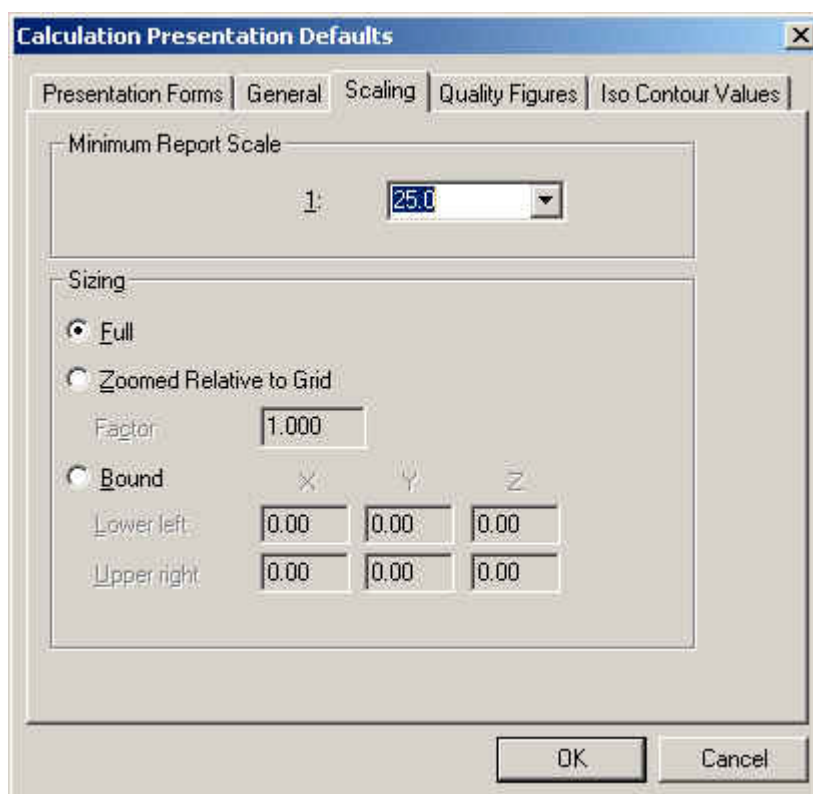 Calculation Presentation Defaults
Presentation Forms General Scaling Quality Figures Iso Contour Values
Minimum Report Scale
1: 25.0
Sizing
Full
Zoomed Relative to Grid
Factor 1.000
Bound X Y Z
Lower left 0.00 0.00 0.00
Upper right 0.00 0.00 0.00
OK Cancel